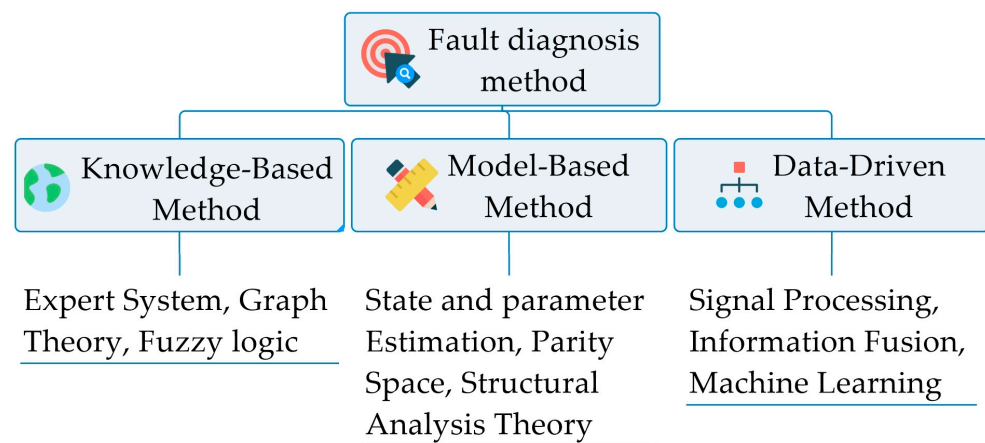 Fault diagnosis
method
Knowledge-Based
Method
Model-Based
Method
Data-Driven
Method
Expert System, Graph
Theory, Fuzzy logic
State and parameter
Estimation, Parity
Space, Structural
Analysis Theory
Signal Processing,
Information Fusion,
Machine Learning